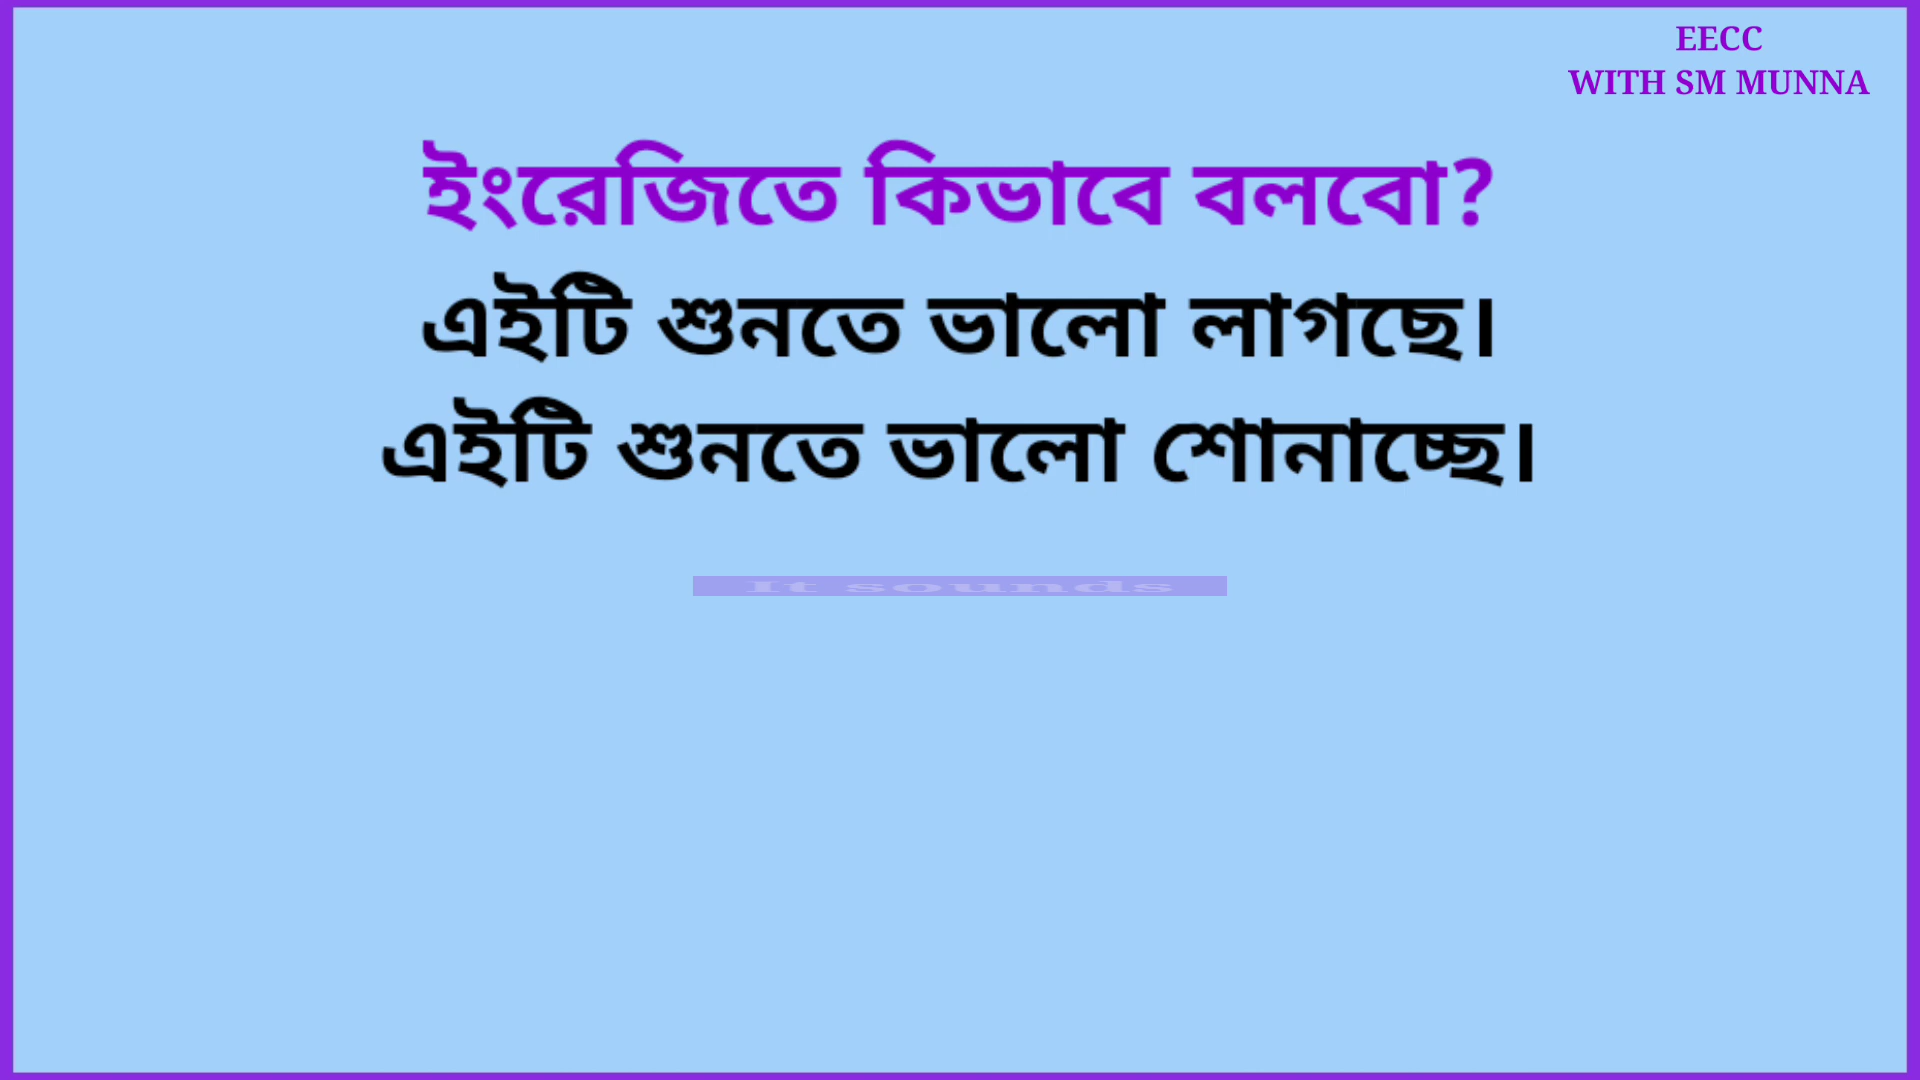 EECC
WITH SM MUNNA
ইংরেজিতে কিভাবে বলবো?
এইটি শুনতে ভালো লাগছে।
এইটি শুনতে ভালো শোনাচ্ছে।
It sounds